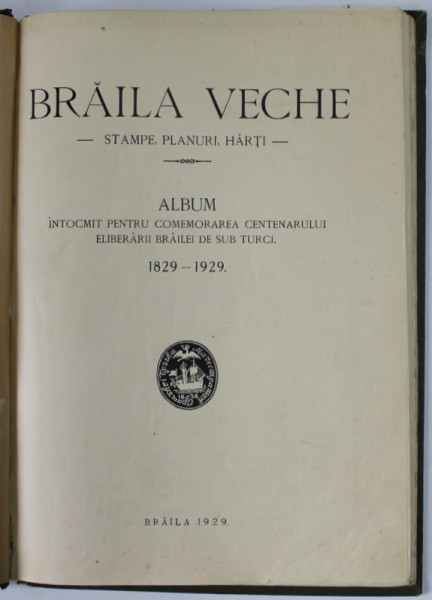 BRĂILA VECHE
— STAMPE, PLANURI, HĂRȚI —
ALBUM
ÎNTOCMIT PENTRU COMEMORAREA CENTENARULUI
ELIBERĂRII BRĂILEI DE SUB TURCI.
1829 – 1929.
BRĂILA 1929.